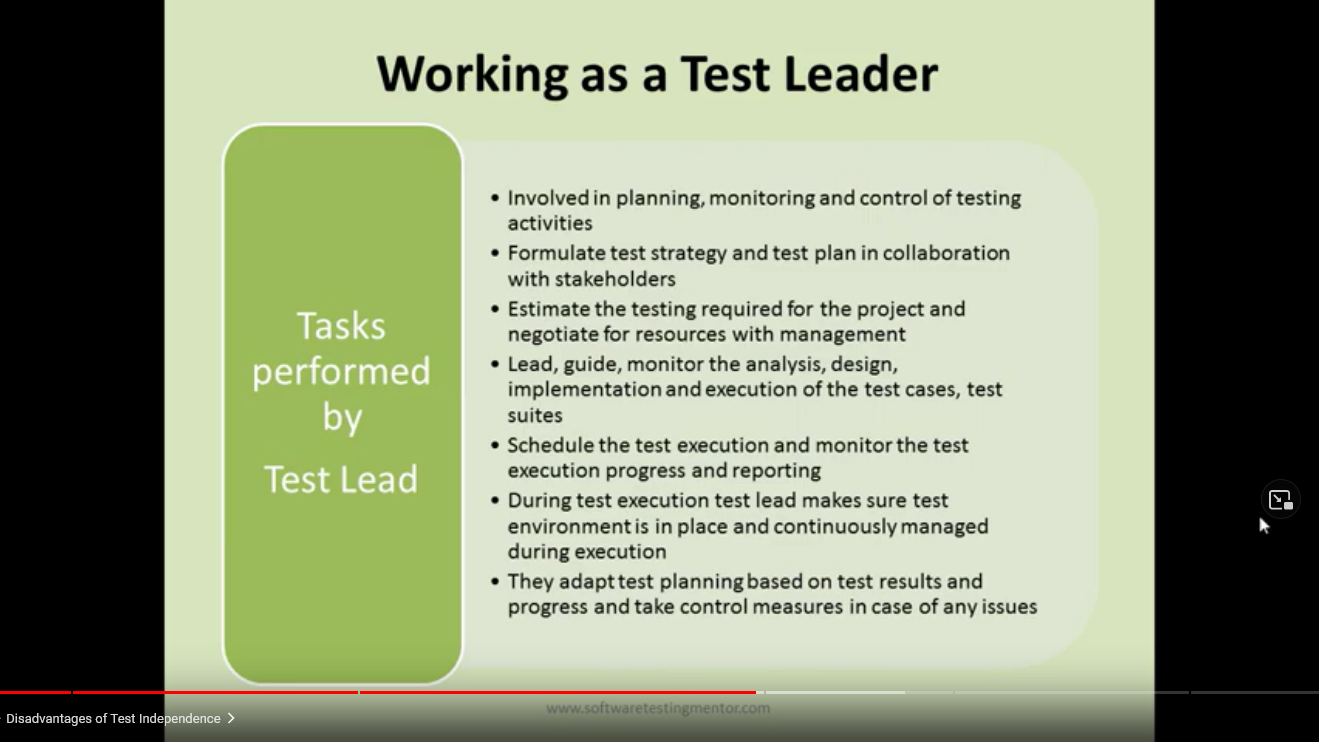 Working as a Test Leader
Tasks
performed
by
Test Lead
• Involved in planning, monitoring and control of testing
activities
• Formulate test strategy and test plan in collaboration
with stakeholders
• Estimate the testing required for the project and
negotiate for resources with management
• Lead, guide, monitor the analysis, design,
implementation and execution of the test cases, test
suites
• Schedule the test execution and monitor the test
execution progress and reporting
• During test execution test lead makes sure test
environment is in place and continuously managed
during execution
• They adapt test planning based on test results and
progress and take control measures in case of any issues
www.softwaretestingmentor.com
Disadvantages of Test Independence